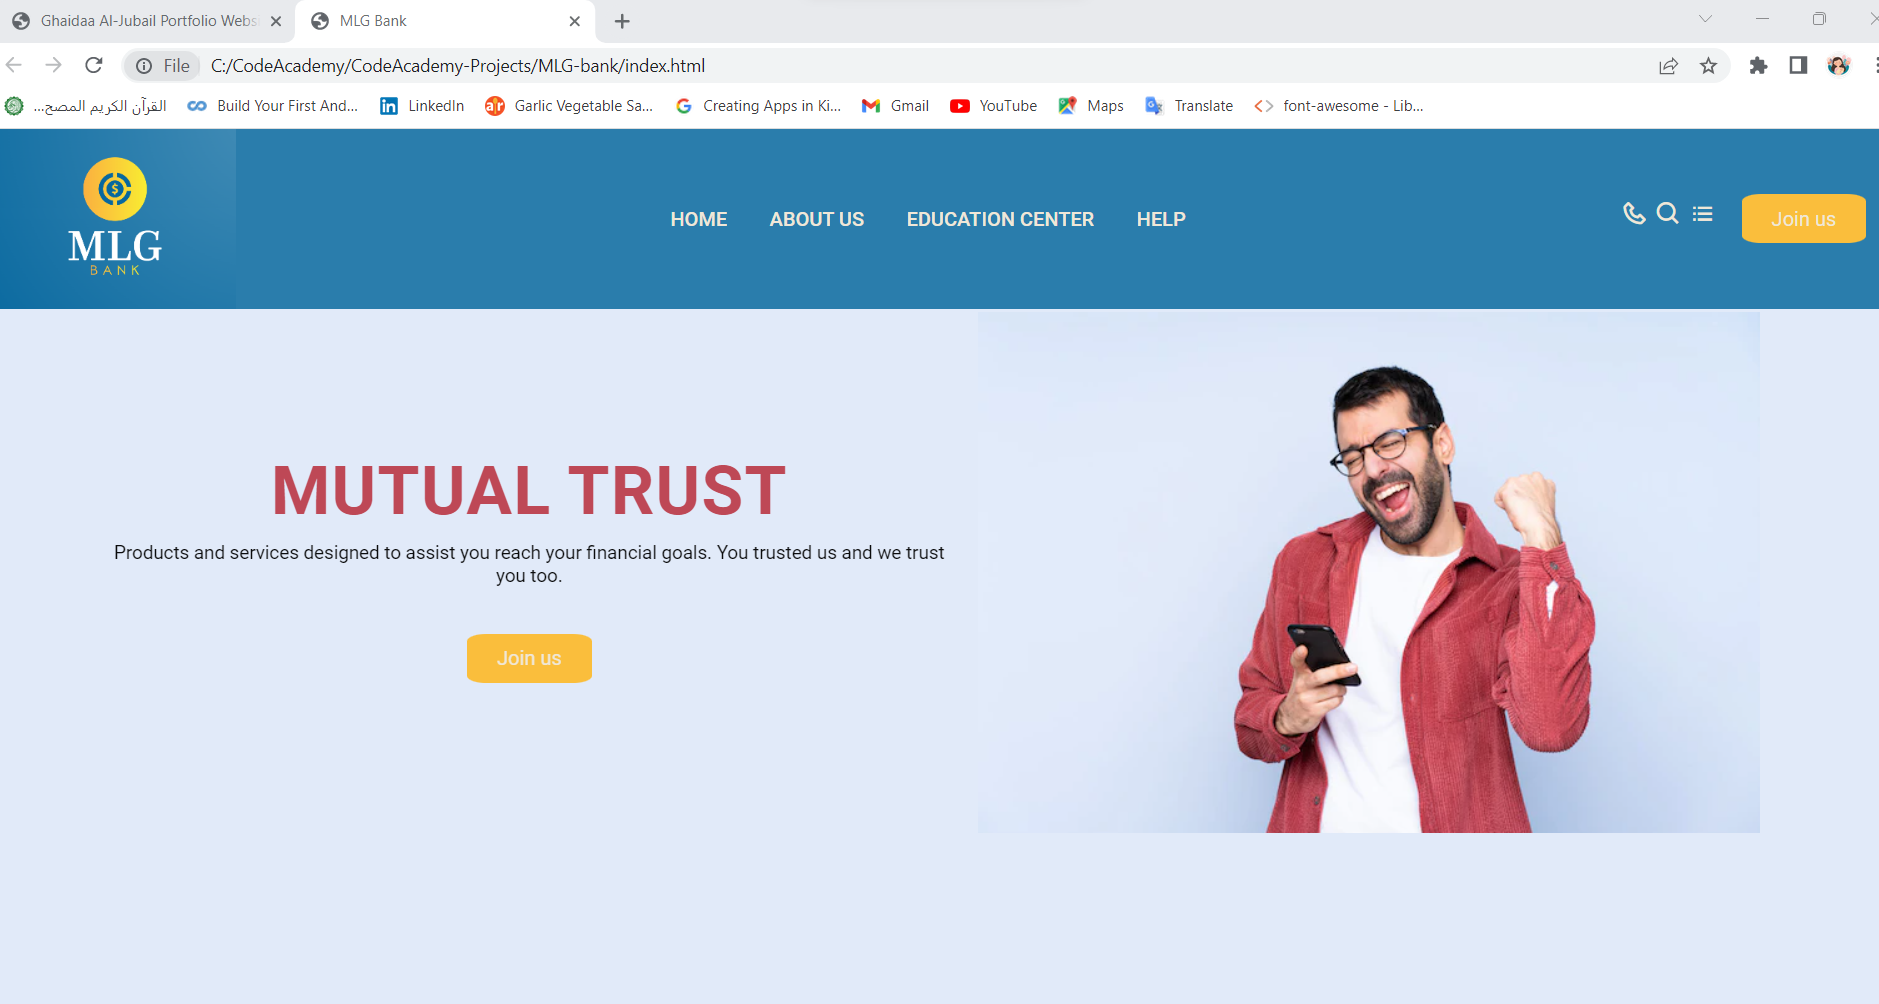 Ghaidaa Al-Jubail Portfolio Webs
MLG Bank
File C:/CodeAcademy/CodeAcademy-Projects/MLG-bank/index.html
القرآن الكريم المصح...
Build Your First And...
LinkedIn
Garlic Vegetable Sa...
Creating Apps in Ki...
Gmail
YouTube
Maps
Translate
font-awesome - Lib...
MLG
BANK
HOME
ABOUT US
EDUCATION CENTER
HELP
Join us
MUTUAL TRUST
Products and services designed to assist you reach your financial goals. You trusted us and we trust
you too.
Join us